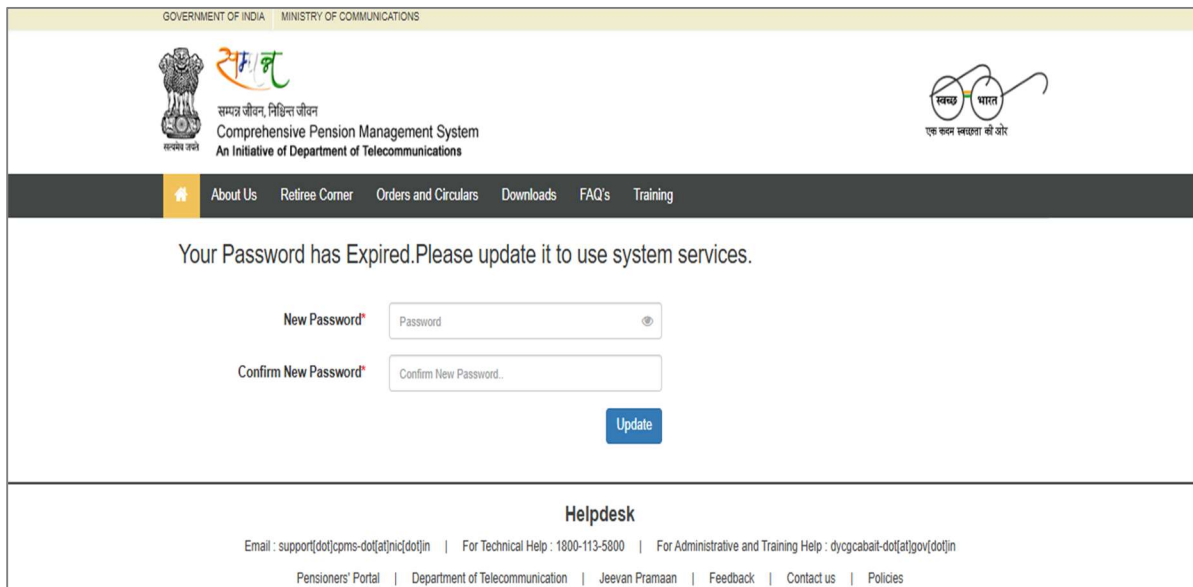 GOVERNMENT OF INDIA MINISTRY OF COMMUNICATIONS
सम्पन्न
सम्पन्न जीवन, निश्चिन्त जीवन
Comprehensive Pension Management System
An Initiative of Department of Telecommunications
सत्यमेव जयते
स्वच्छ भारत
एक कदम स्वच्छता की ओर
About Us Retiree Corner Orders and Circulars Downloads FAQ's Training
Your Password has Expired.Please update it to use system services.
New Password* Password
Confirm New Password* Confirm New Password..
Update
Helpdesk
Email : support[dot]cpms-dot[at]nic[dot]in | For Technical Help : 1800-113-5800 | For Administrative and Training Help : dycgcabait-dot[at]gov[dot]in
Pensioners' Portal | Department of Telecommunication | Jeevan Pramaan | Feedback | Contact us | Policies